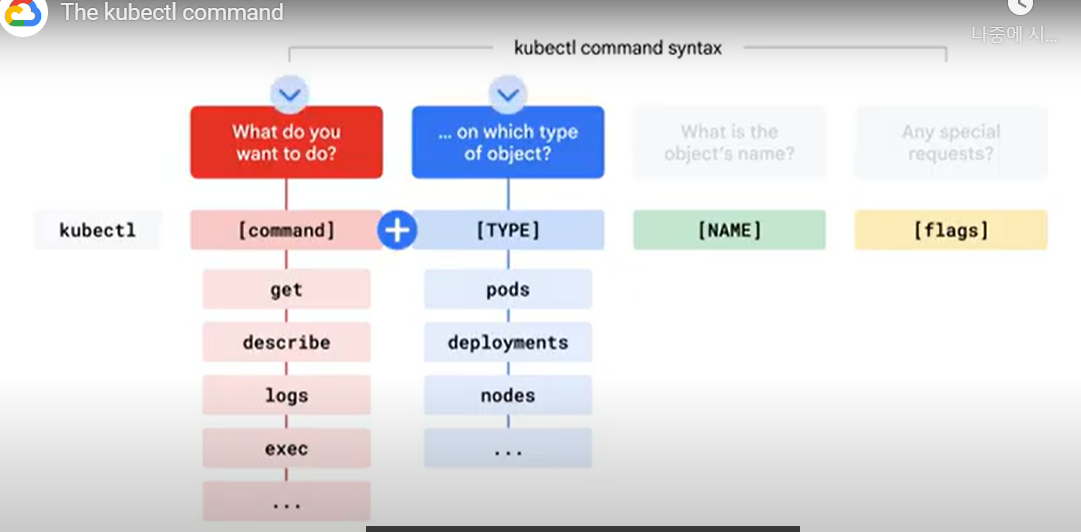 The kubectl command
나중에 시...
kubectl command syntax
What do you
want to do?
... on which type
of object?
What is the
object's name?
Any special
requests?
kubectl
[command]
[TYPE]
[NAME]
[flags]
get
pods
describe
deployments
logs
nodes
exec
...
...